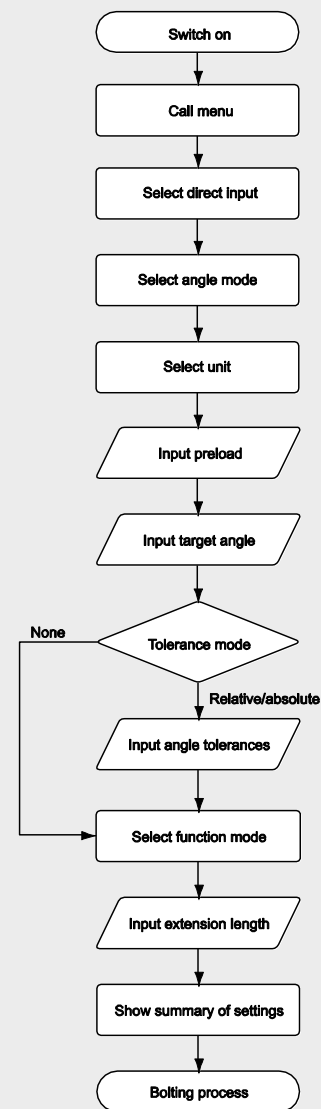 Switch on
Call menu
Select direct input
Select angle mode
Select unit
Input preload
Input target angle
None
Tolerance mode
Relative/absolute
Input angle tolerances
Select function mode
Input extension length
Show summary of settings
Bolting process